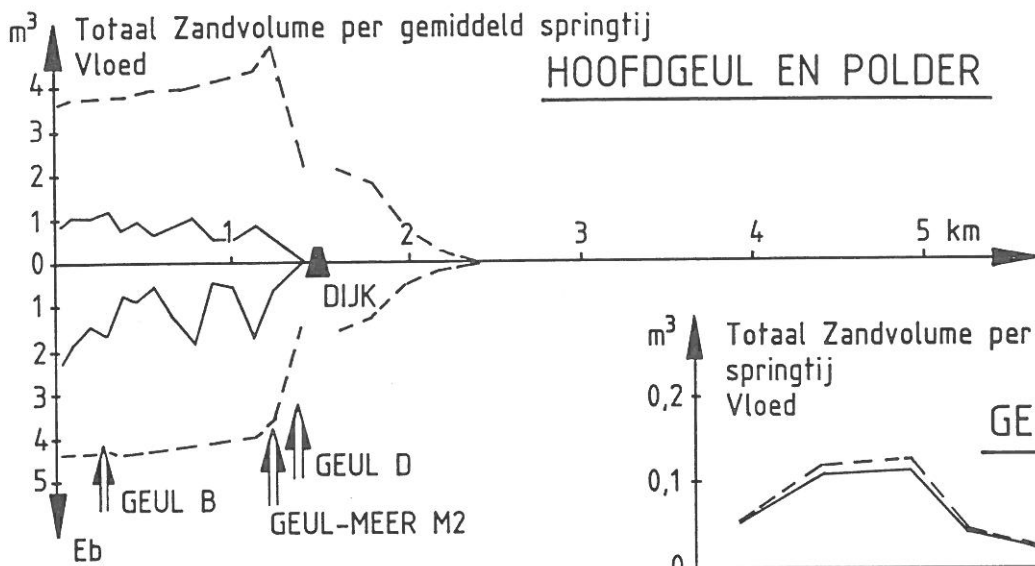 m³ Totaal Zandvolume per gemiddeld springtij
Vloed
HOOFDGEUL EN POLDER
4
3
2
1
0
1
2
3
4
5
1 2 3 4 5 km
DIJK
GEUL B
GEUL-MEER M2
GEUL D
Eb
m³ Totaal Zandvolume per
springtij
Vloed
0,2
0,1
0
GE